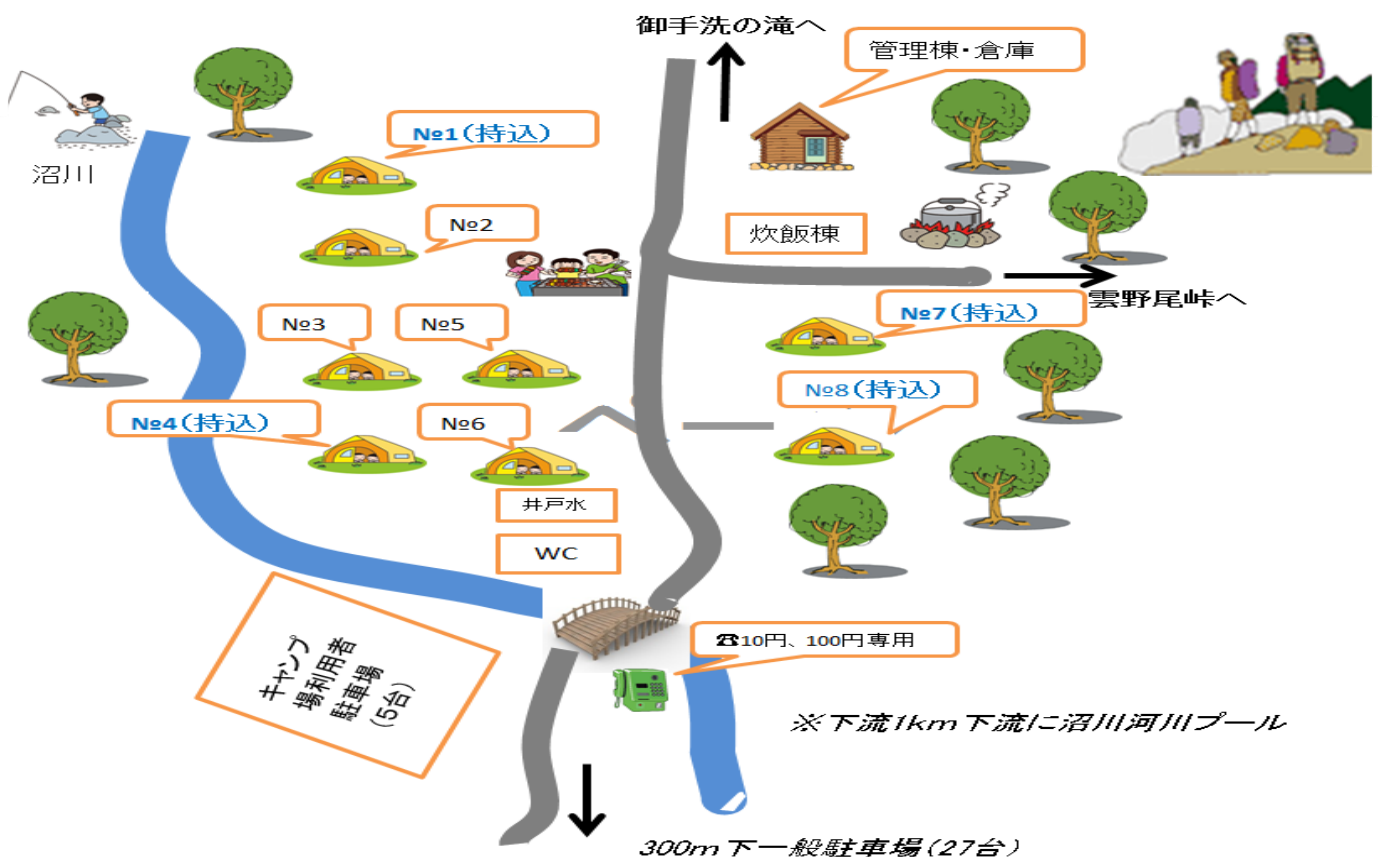 御手洗の滝へ
管理棟・倉庫
№1(持込)
沼川
№2
炊飯棟
雲野尾峠へ
№3
№5
№7(持込)
№4(持込)
№6
№8(持込)
井戸水
WC
☎10円、100円専用
キャンプ
場利用者
駐車場
(5台)
※下流1km下流に沼川河川プール
300m下一般駐車場(27台)